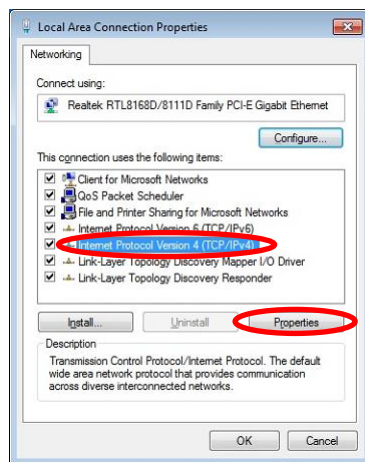 Local Area Connection Properties
Networking
Connect using:
Realtek RTL8168D/8111D Family PCI-E Gigabit Ethernet
Configure...
This connection uses the following items:
Client for Microsoft Networks
QoS Packet Scheduler
File and Printer Sharing for Microsoft Networks
Internet Protocol Version 6 (TCP/IPv6)
Internet Protocol Version 4 (TCP/IPv4)
Link-Layer Topology Discovery Mapper I/O Driver
Link-Layer Topology Discovery Responder
Install... Uninstall Properties
Description
Transmission Control Protocol/Internet Protocol. The default
wide area network protocol that provides communication
across diverse interconnected networks.
OK Cancel